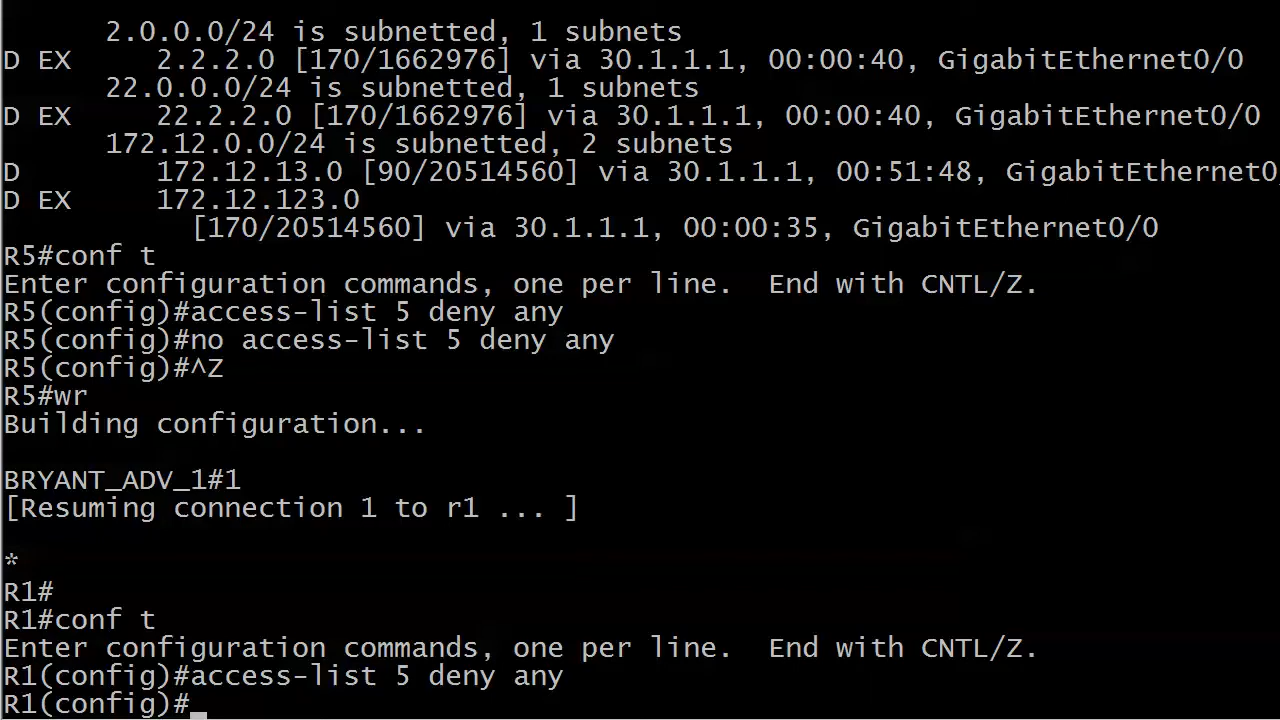 2.0.0.0/24 is subnetted, 1 subnets
D EX     2.2.2.0 [170/1662976] via 30.1.1.1, 00:00:40, GigabitEthernet0/0
22.0.0.0/24 is subnetted, 1 subnets
D EX     22.2.2.0 [170/1662976] via 30.1.1.1, 00:00:40, GigabitEthernet0/0
172.12.0.0/24 is subnetted, 2 subnets
D        172.12.13.0 [90/20514560] via 30.1.1.1, 00:51:48, GigabitEthernet0
D EX     172.12.123.0
[170/20514560] via 30.1.1.1, 00:00:35, GigabitEthernet0/0
R5#conf t
Enter configuration commands, one per line.  End with CNTL/Z.
R5(config)#access-list 5 deny any
R5(config)#no access-list 5 deny any
R5(config)#^Z
R5#wr
Building configuration...
BRYANT_ADV_1#1
[Resuming connection 1 to r1 ... ]
*
R1#
R1#conf t
Enter configuration commands, one per line.  End with CNTL/Z.
R1(config)#access-list 5 deny any
R1(config)#